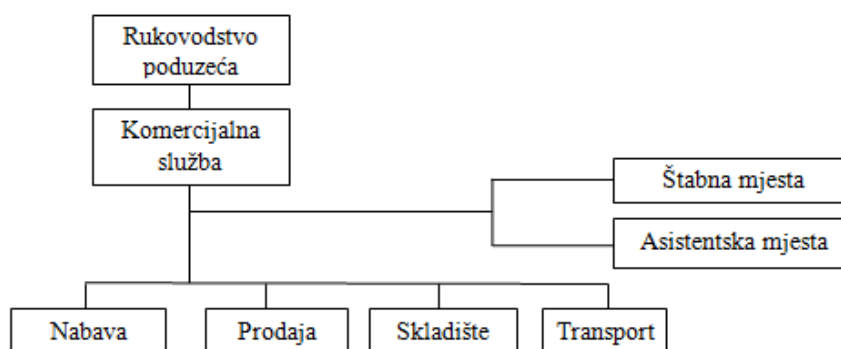 Rukovodstvo
poduzeća
Komercijalna
služba
Štabna mjesta
Asistentska mjesta
Nabava
Prodaja
Skladište
Transport